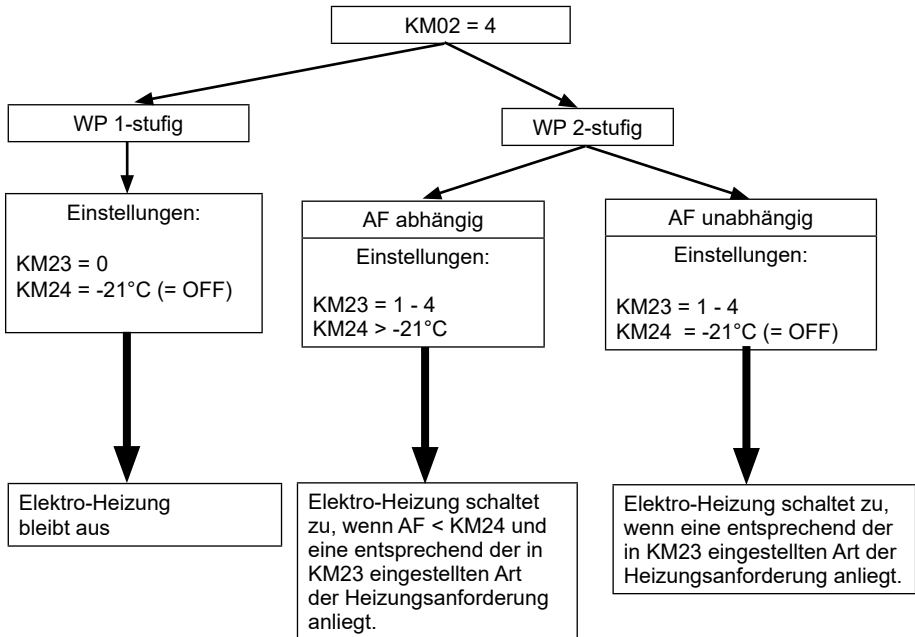 KM02 = 4
WP 1-stufig
WP 2-stufig
Einstellungen:
KM23 = 0
KM24 = -21°C (= OFF)
AF abhängig
Einstellungen:
KM23 = 1 - 4
KM24 > -21°C
AF unabhängig
Einstellungen:
KM23 = 1 - 4
KM24  = -21°C (= OFF)
Elektro-Heizung
bleibt aus
Elektro-Heizung schaltet
zu, wenn AF < KM24 und
eine entsprechend der in
KM23 eingestellten Art
der Heizungsanforderung
anliegt.
Elektro-Heizung schaltet zu,
wenn eine entsprechend der
in KM23 eingestellten Art der
Heizungsanforderung anliegt.